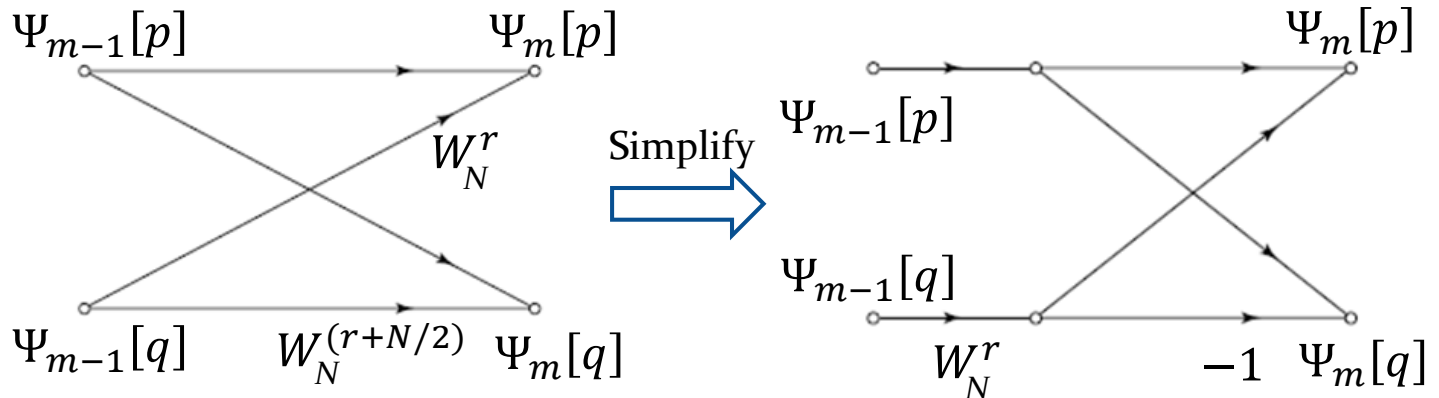 Ψ_{m−1}[p]
Ψ_m[p]
W_N^r
Ψ_{m−1}[q]
W_N^{(r+N/2)}
Ψ_m[q]
Simplify
Ψ_m[p]
Ψ_{m−1}[p]
Ψ_{m−1}[q]
W_N^r
−1
Ψ_m[q]